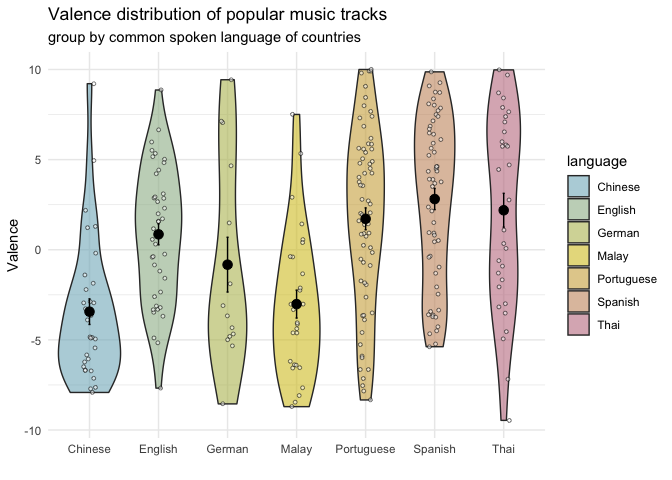 Valence distribution of popular music tracks
group by common spoken language of countries
10
5
0
-5
-10
Valence
Chinese
English
German
Malay
Portuguese
Spanish
Thai
language
Chinese
English
German
Malay
Portuguese
Spanish
Thai